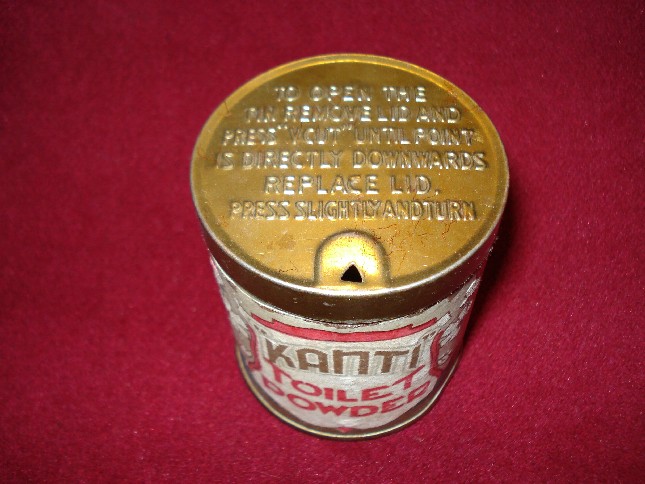 TO OPEN THE
TIN REMOVE LID AND
PRESS "V-CUT" UNTIL POINT
IS DIRECTLY DOWNWARDS
REPLACE LID.
PRESS SLIGHTLY AND TURN
"KANTI"
TOILET
POWDER